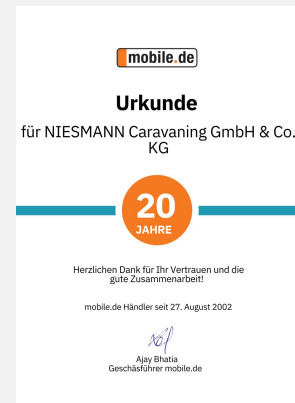 mobile.de
Urkunde
für NIESMANN Caravaning GmbH & Co.
KG
20
JAHRE
Herzlichen Dank für Ihr Vertrauen und die
gute Zusammenarbeit!
mobile.de Händler seit 27. August 2002
Ajay Bhatia
Geschäsführer mobile.de